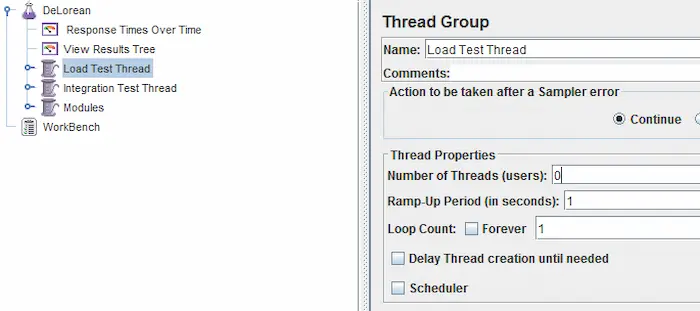 DeLorean
Response Times Over Time
View Results Tree
Load Test Thread
Integration Test Thread
Modules
WorkBench
Thread Group
Name: Load Test Thread
Comments:
Action to be taken after a Sampler error
Continue
Thread Properties
Number of Threads (users): 0
Ramp-Up Period (in seconds): 1
Loop Count: Forever 1
Delay Thread creation until needed
Scheduler